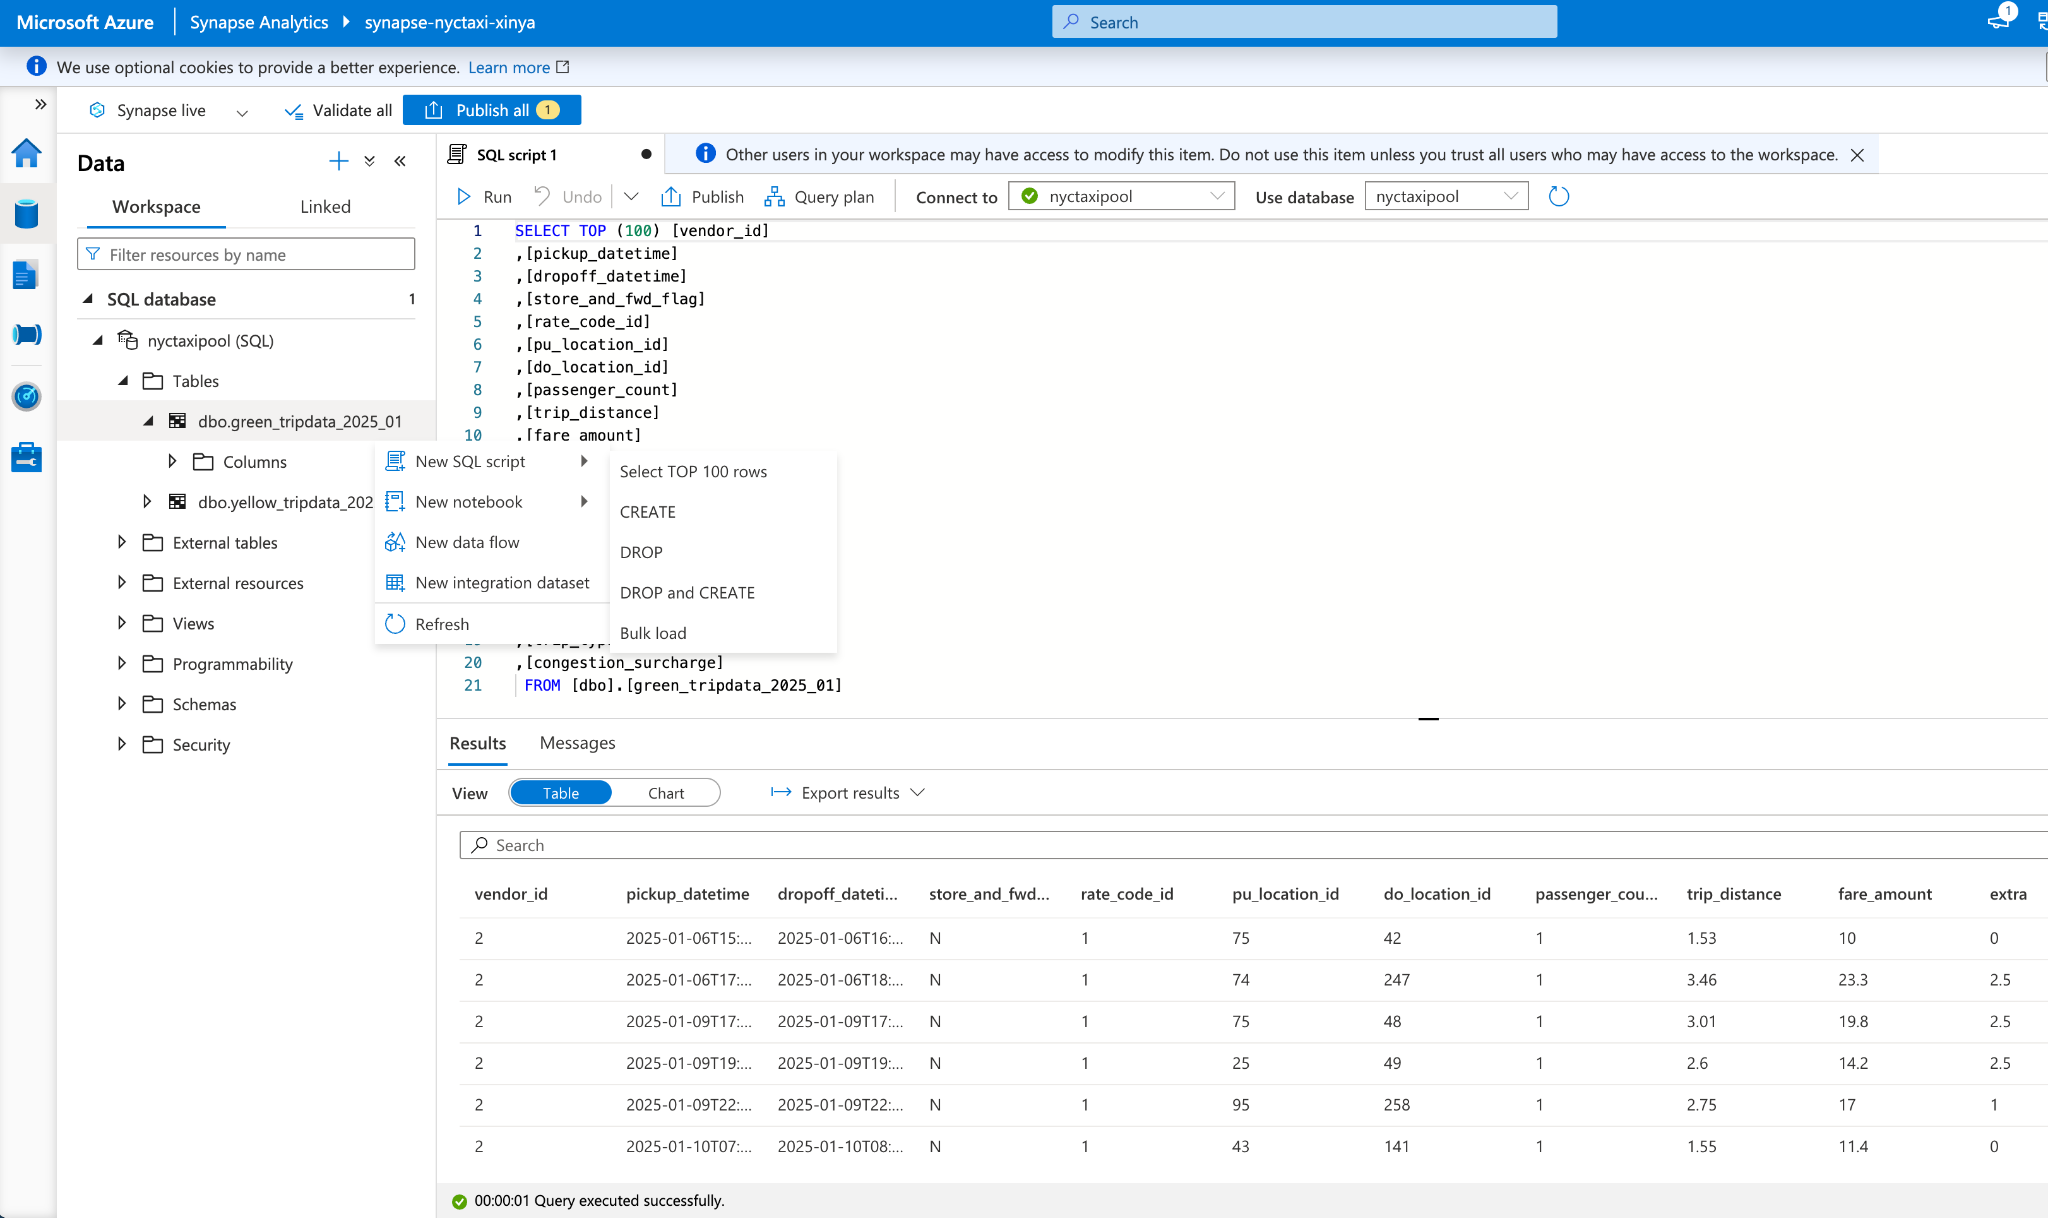 Microsoft Azure Synapse Analytics synapse-nyctaxi-xinya Search 1
We use optional cookies to provide a better experience. Learn more
Synapse live Validate all Publish all 1
Data
Workspace Linked
Filter resources by name
SQL database 1
nyctaxipool (SQL)
Tables
dbo.green_tripdata_2025_01
Columns
dbo.yellow_tripdata_202
External tables
External resources
Views
Programmability
Schemas
Security
New SQL script
New notebook
New data flow
New integration dataset
Refresh
Select TOP 100 rows
CREATE
DROP
DROP and CREATE
Bulk load
SQL script 1
Other users in your workspace may have access to modify this item. Do not use this item unless you trust all users who may have access to the workspace.
Run Undo Publish Query plan Connect to nyctaxipool Use database nyctaxipool
1 SELECT TOP (100) [vendor_id]
2 ,[pickup_datetime]
3 ,[dropoff_datetime]
4 ,[store_and_fwd_flag]
5 ,[rate_code_id]
6 ,[pu_location_id]
7 ,[do_location_id]
8 ,[passenger_count]
9 ,[trip_distance]
10 ,[fare_amount]
20 ,[congestion_surcharge]
21 FROM [dbo].[green_tripdata_2025_01]
Results Messages
View Table Chart Export results
Search
vendor_id pickup_datetime dropoff_dateti... store_and_fwd... rate_code_id pu_location_id do_location_id passenger_cou... trip_distance fare_amount extra
2 2025-01-06T15:... 2025-01-06T16:... N 1 75 42 1 1.53 10 0
2 2025-01-06T17:... 2025-01-06T18:... N 1 74 247 1 3.46 23.3 2.5
2 2025-01-09T17:... 2025-01-09T17:... N 1 75 48 1 3.01 19.8 2.5
2 2025-01-09T19:... 2025-01-09T19:... N 1 25 49 1 2.6 14.2 2.5
2 2025-01-09T22:... 2025-01-09T22:... N 1 95 258 1 2.75 17 1
2 2025-01-10T07:... 2025-01-10T08:... N 1 43 141 1 1.55 11.4 0
00:00:01 Query executed successfully.